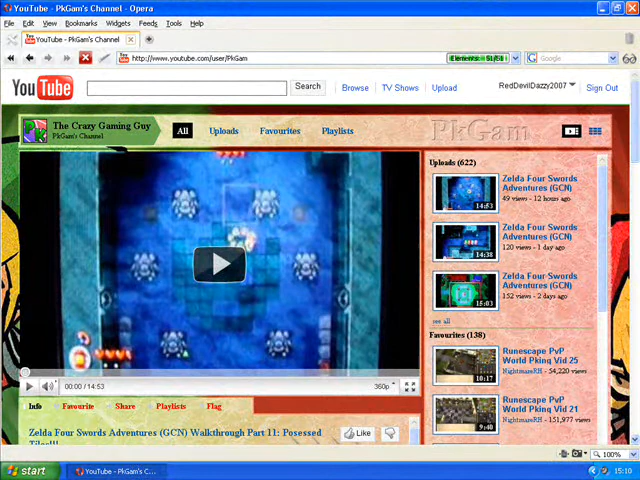 YouTube - PkGam's Channel - Opera
File Edit View Bookmarks Widgets Feeds Tools Help
YouTube - PkGam's Channel
http://www.youtube.com/user/PkGam
Elements: 51/51
Google
YouTube
Search
Browse
TV Shows
Upload
RedDevilDazzy2007
Sign Out
The Crazy Gaming Guy
PkGam's Channel
All
Uploads
Favourites
Playlists
PkGam
Uploads (622)
Zelda Four Swords
Adventures (GCN)
49 views - 12 hours ago
14:53
Zelda Four Swords
Adventures (GCN)
120 views - 1 day ago
14:38
Zelda Four Swords
Adventures (GCN)
152 views - 2 days ago
15:03
see all
Favourites (138)
Runescape PvP
World Pking Vid 25
NightmareRH - 54,220 views
10:17
Runescape PvP
World Pking Vid 21
NightmareRH - 151,977 views
9:40
00:00 / 14:53
360p
Info
Favourite
Share
Playlists
Flag
Zelda Four Swords Adventures (GCN) Walkthrough Part 11: Posessed
Tiles!!!
Like
100%
start
YouTube - PkGam's C...
15:10